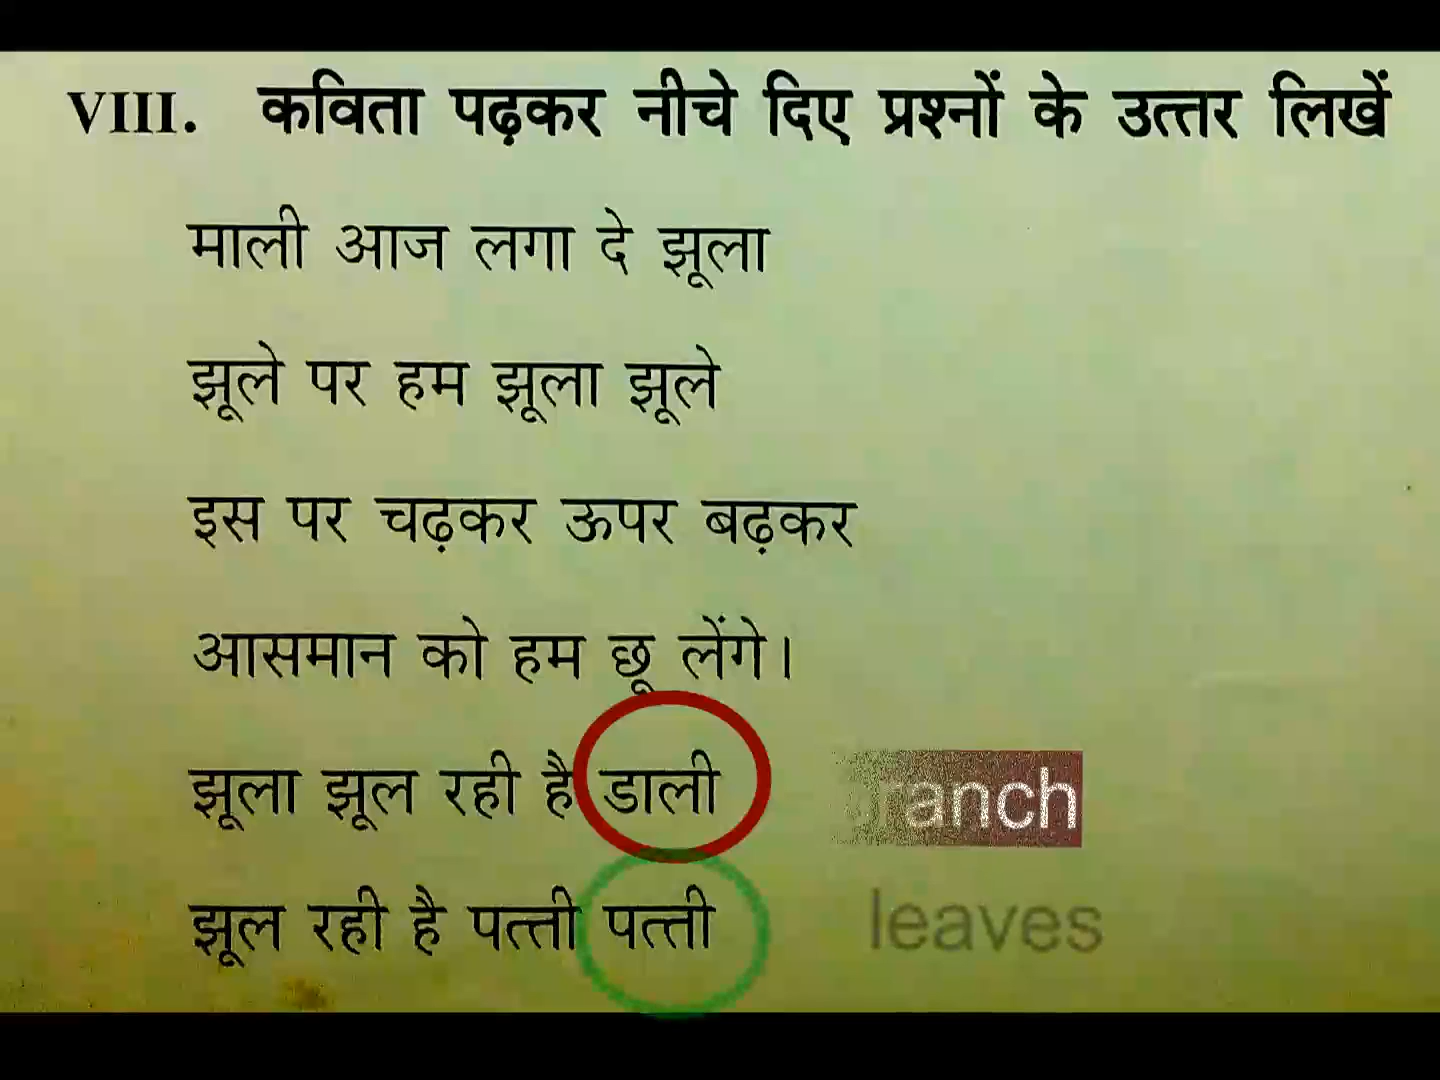 VIII. कविता पढ़कर नीचे दिए प्रश्नों के उत्तर लिखें
माली आज लगा दे झूला
झूले पर हम झूला झूले
इस पर चढ़कर ऊपर बढ़कर
आसमान को हम छू लेंगे।
झूला झूल रही है डाली branch
झूल रही है पत्ती पत्ती leaves